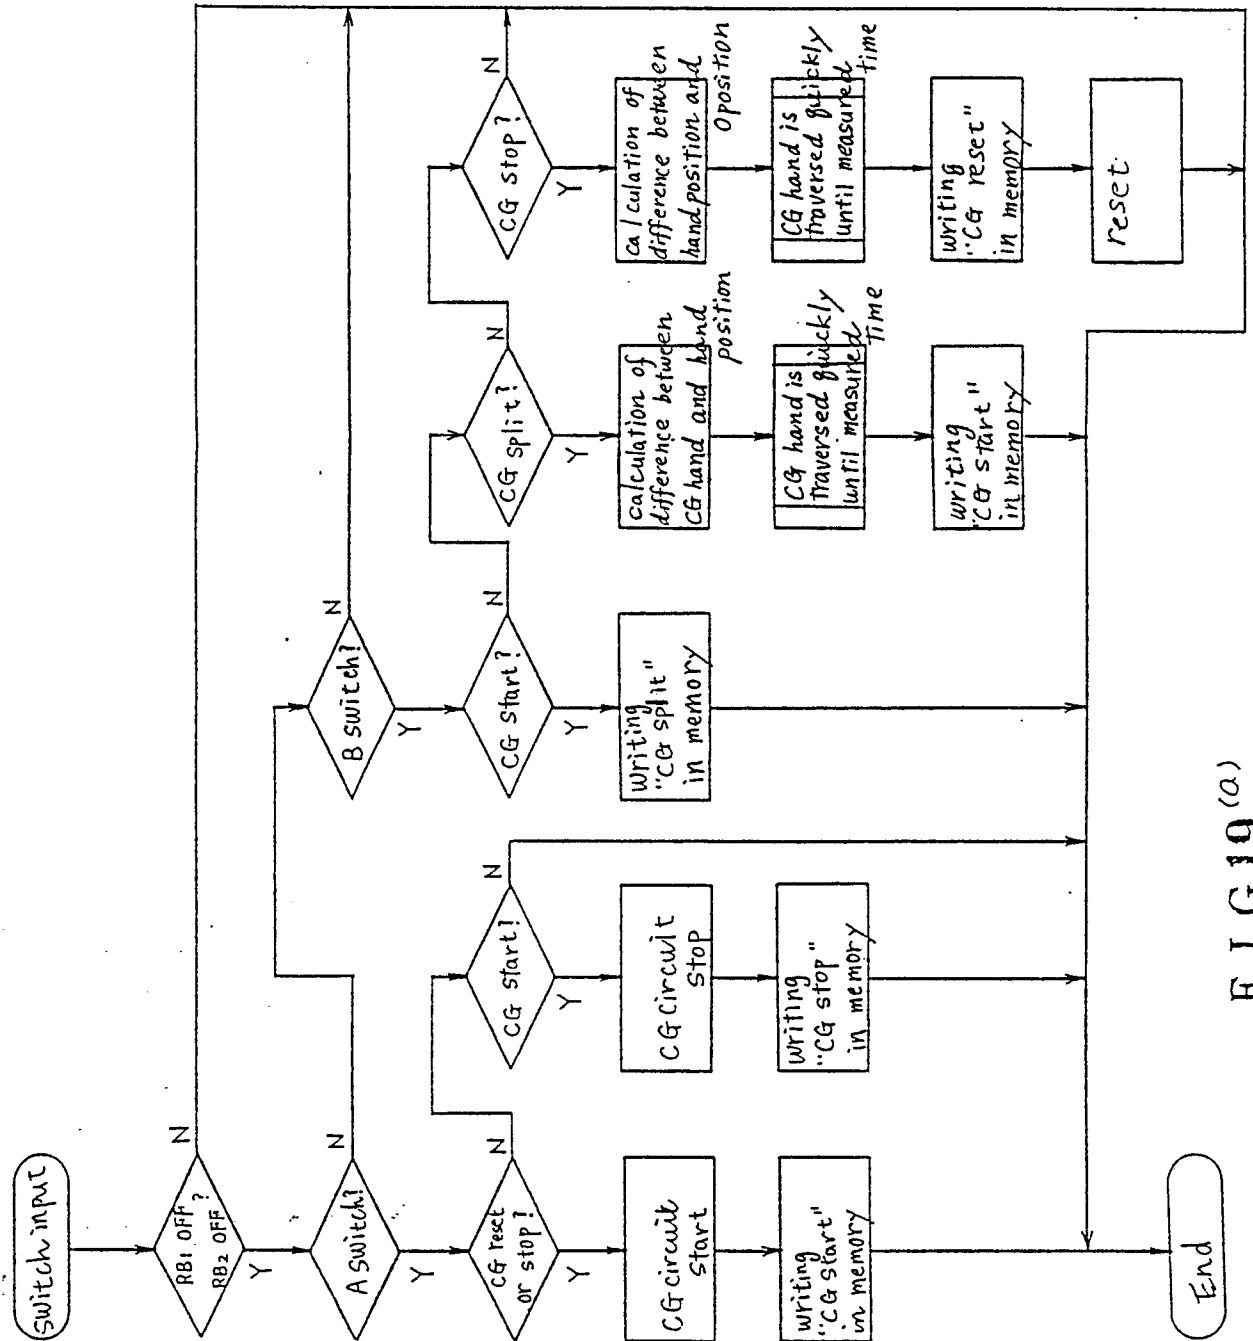 Switch input
RB1 OFF ?
RB2 OFF
N
Y
A switch?
N
Y
CG reset
or stop?
N
Y
CG circuit
start
writing
"CG start"
in memory
End
CG start?
N
Y
CG Circuit
stop
writing
"CG stop"
in memory
B switch?
N
Y
CG start?
N
Y
writing
"CG split"
in memory
CG split?
N
Y
calculation of
difference between
CG hand and hand
position
CG hand is
traversed quickly
until measured
time
writing
"CG start"
in memory
CG stop?
N
Y
calculation of
difference between
hand position and
0position
CG hand is
traversed quickly
until measured
time
writing
"CG reset"
in memory
reset
FIG 19 (a)